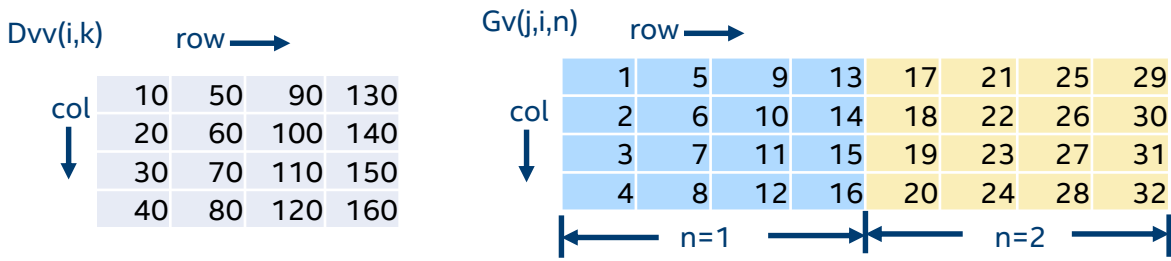 Dvv(i,k) row
col
10 50 90 130
20 60 100 140
30 70 110 150
40 80 120 160
Gv(j,i,n) row
col
1 5 9 13 17 21 25 29
2 6 10 14 18 22 26 30
3 7 11 15 19 23 27 31
4 8 12 16 20 24 28 32
n=1 n=2